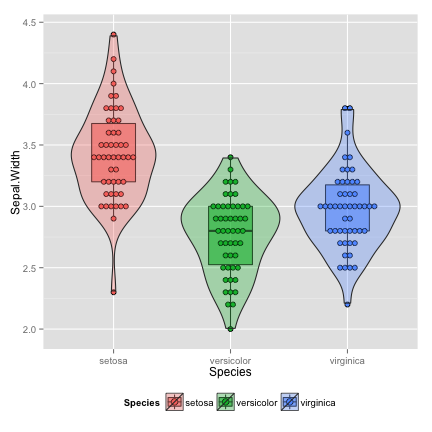 4.5
4.0
3.5
3.0
2.5
2.0
Sepal.Width
setosa versicolor virginica
Species
Species setosa versicolor virginica